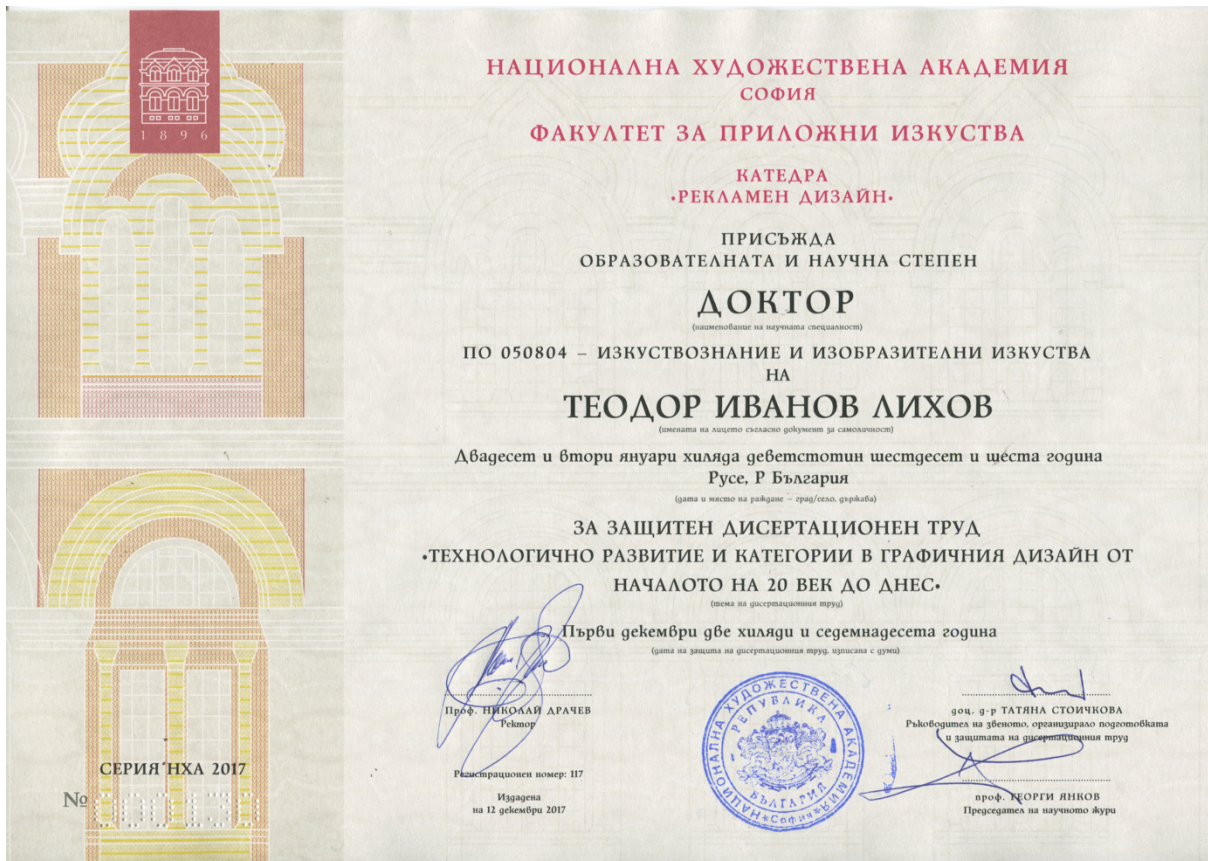 1896
НАЦИОНАЛНА ХУДОЖЕСТВЕНА АКАДЕМИЯ
СОФИЯ
ФАКУЛТЕТ ЗА ПРИЛОЖНИ ИЗКУСТВА
КАТЕДРА
•РЕКЛАМЕН ДИЗАЙН•
ПРИСЪЖДА
ОБРАЗОВАТЕЛНАТА И НАУЧНА СТЕПЕН
ДОКТОР
(наименование на научната специалност)
ПО 050804 – ИЗКУСТВОЗНАНИЕ И ИЗОБРАЗИТЕЛНИ ИЗКУСТВА
НА
ТЕОДОР ИВАНОВ ЛИХОВ
(имената на лицето съгласно документ за самоличност)
Двадесет и втори януари хиляда деветстотин шестдесет и шеста година
Русе, Р България
(дата и място на раждане – град/село, държава)
ЗА ЗАЩИТЕН ДИСЕРТАЦИОНЕН ТРУД
•ТЕХНОЛОГИЧНО РАЗВИТИЕ И КАТЕГОРИИ В ГРАФИЧНИЯ ДИЗАЙН ОТ
НАЧАЛОТО НА 20 ВЕК ДО ДНЕС•
(тема на дисертационния труд)
Първи декември две хиляди и седемнадесета година
(дата на защита на дисертационния труд, изписана с думи)
Проф. НИКОЛАЙ ДРАЧЕВ
Ректор
Регистрационен номер: 117
Издадена
на 12 декември 2017
НАЦИОНАЛНА ХУДОЖЕСТВЕНА АКАДЕМИЯ
*София*
РЕПУБЛИКА
БЪЛГАРИЯ
доц. д-р ТАТЯНА СТОИЧКОВА
Ръководител на звеното, организирало подготовката
и защитата на дисертационния труд
проф. ГЕОРГИ ЯНКОВ
Председател на научното жури
СЕРИЯ НХА 2017
№